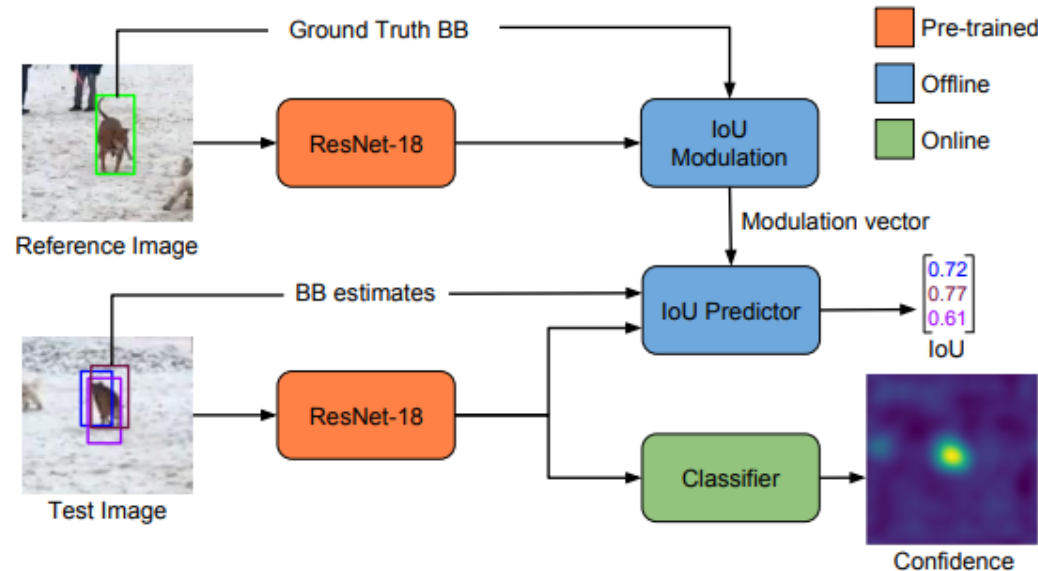 Ground Truth BB
Pre-trained
Offline
Online
ResNet-18
IoU
Modulation
Reference Image
Modulation vector
BB estimates
IoU Predictor
0.72
0.77
0.61
IoU
ResNet-18
Classifier
Test Image
Confidence